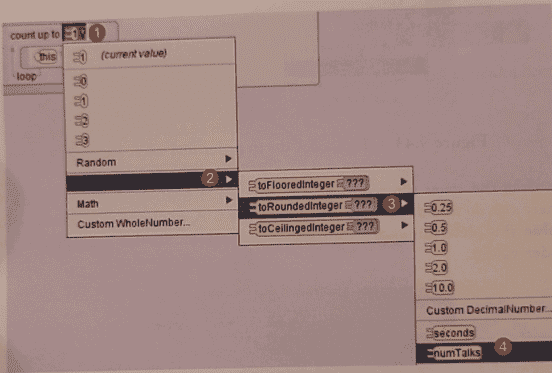 count up to 1 1
this
loop
1 (current value)
0
1
2
3
Random
2
Math
Custom WholeNumber...
toFlooredInteger ???
toRoundedInteger ??? 3
toCeilingedInteger ???
0.25
0.5
1.0
2.0
10.0
Custom DecimalNumber...
seconds
numTalks 4